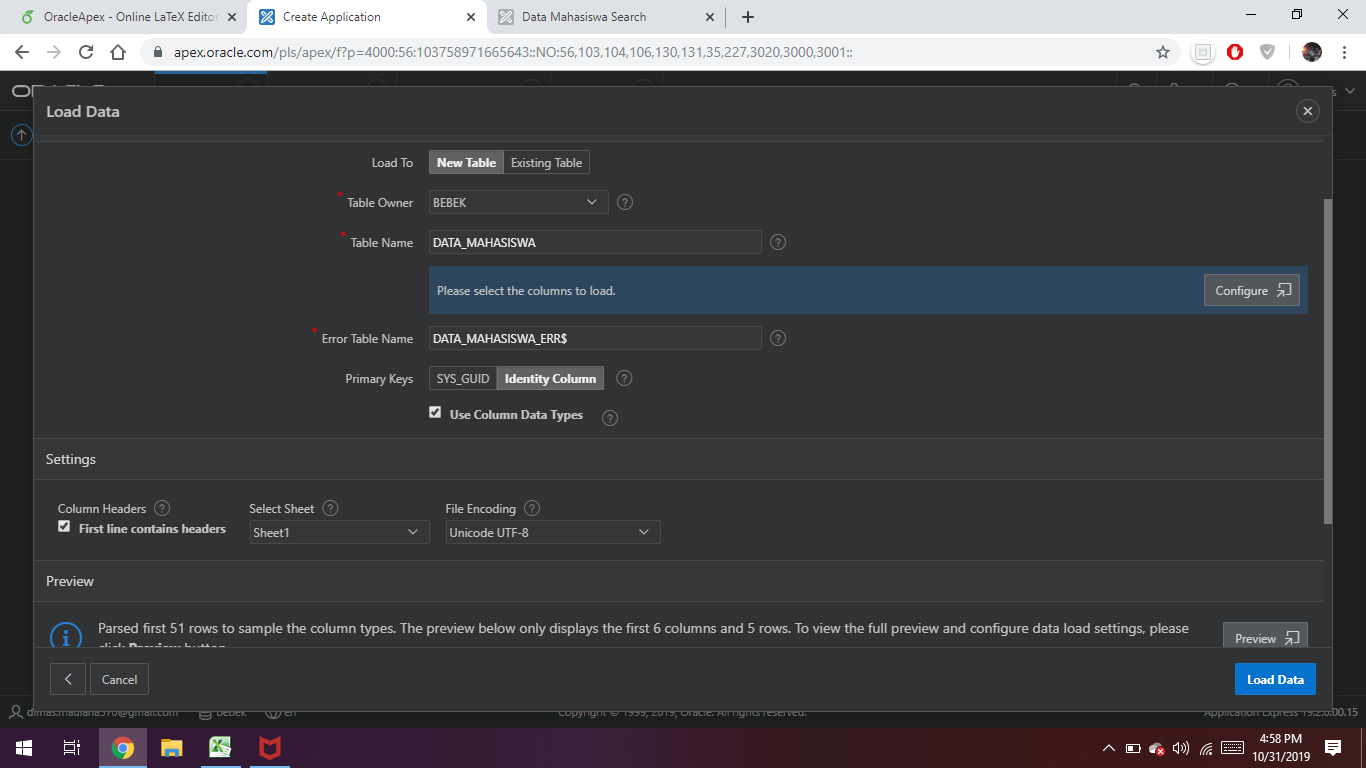 OracleApex - Online LaTeX Editor
Create Application
Data Mahasiswa Search
apex.oracle.com/pls/apex/f?p=4000:56:103758971665643::NO:56,103,104,106,130,131,35,227,3020,3000,3001::
Load Data
Load To New Table Existing Table
* Table Owner BEBEK
* Table Name DATA_MAHASISWA
Please select the columns to load. Configure
* Error Table Name DATA_MAHASISWA_ERR$
Primary Keys SYS_GUID Identity Column
Use Column Data Types
Settings
Column Headers Select Sheet File Encoding
First line contains headers Sheet1 Unicode UTF-8
Preview
Parsed first 51 rows to sample the column types. The preview below only displays the first 6 columns and 5 rows. To view the full preview and configure data load settings, please
click Preview button
Preview
Cancel Load Data
dimas.maulana570@gmail.com bebek en Copyright © 1999, 2019, Oracle. All rights reserved. Application Express 19.2.0.00.15
4:58 PM
10/31/2019